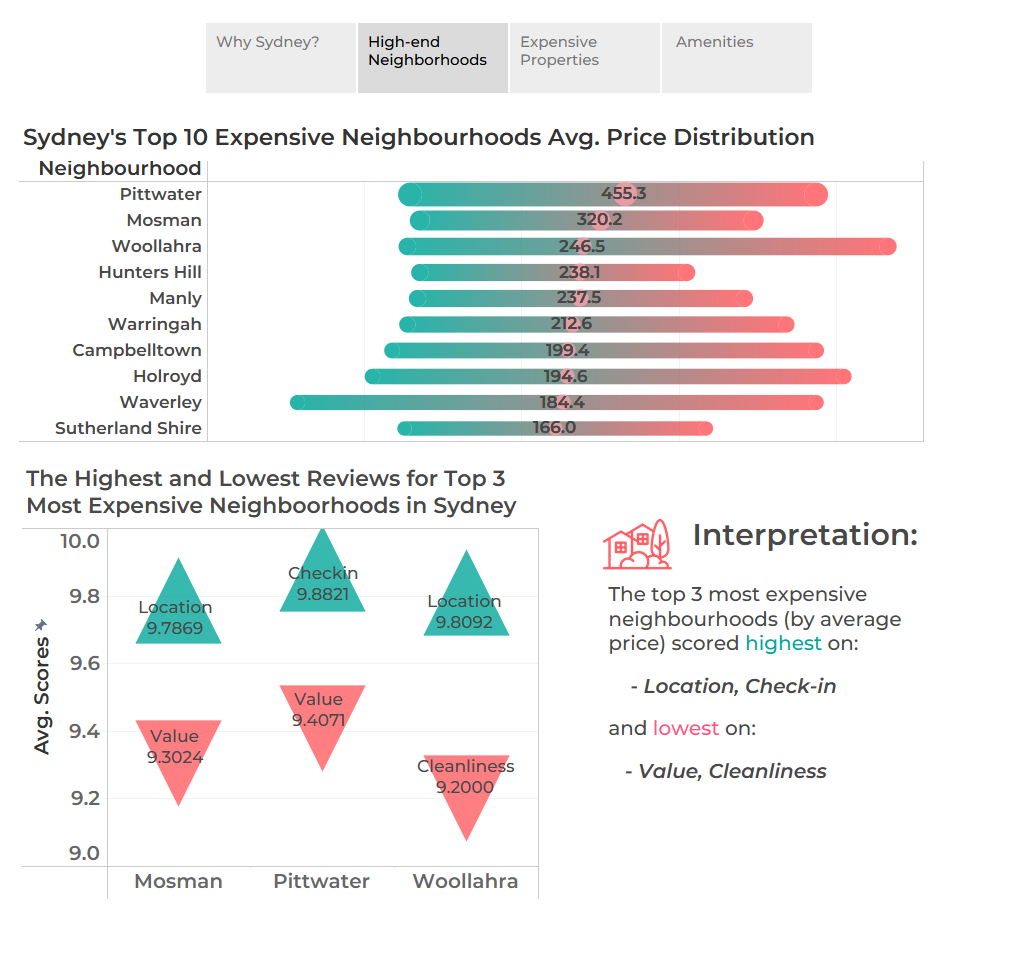 Why Sydney?
High-end
Neighborhoods
Expensive
Properties
Amenities
Sydney's Top 10 Expensive Neighbourhoods Avg. Price Distribution
Neighbourhood
Pittwater 455.3
Mosman 320.2
Woollahra 246.5
Hunters Hill 238.1
Manly 237.5
Warringah 212.6
Campbelltown 199.4
Holroyd 194.6
Waverley 184.4
Sutherland Shire 166.0
The Highest and Lowest Reviews for Top 3
Most Expensive Neighboorhoods in Sydney
Avg. Scores
10.0
9.8
9.6
9.4
9.2
9.0
Location
9.7869
Value
9.3024
Checkin
9.8821
Value
9.4071
Location
9.8092
Cleanliness
9.2000
Mosman Pittwater Woollahra
Interpretation:
The top 3 most expensive
neighbourhoods (by average
price) scored highest on:
- Location, Check-in
and lowest on:
- Value, Cleanliness